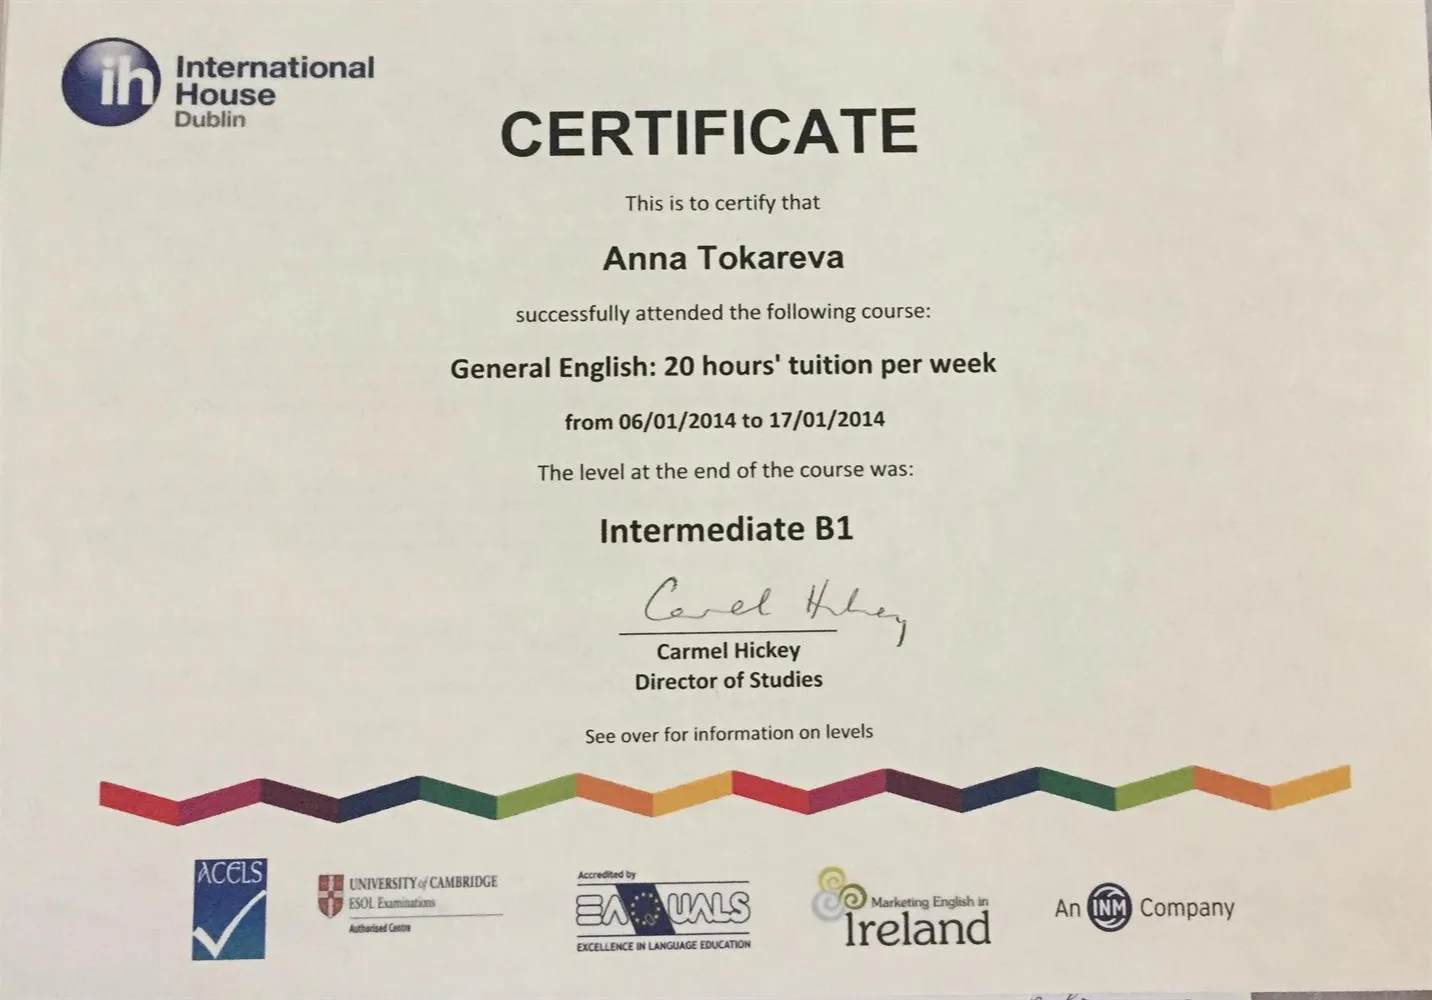 ih International
House
Dublin
CERTIFICATE
This is to certify that
Anna Tokareva
successfully attended the following course:
General English: 20 hours' tuition per week
from 06/01/2014 to 17/01/2014
The level at the end of the course was:
Intermediate B1
Carmel Hickey
Carmel Hickey
Director of Studies
See over for information on levels
ACELS
UNIVERSITY of CAMBRIDGE
ESOL Examinations
Authorised Centre
Accredited by
EAQUALS
EXCELLENCE IN LANGUAGE EDUCATION
Marketing English in
Ireland
An INM Company